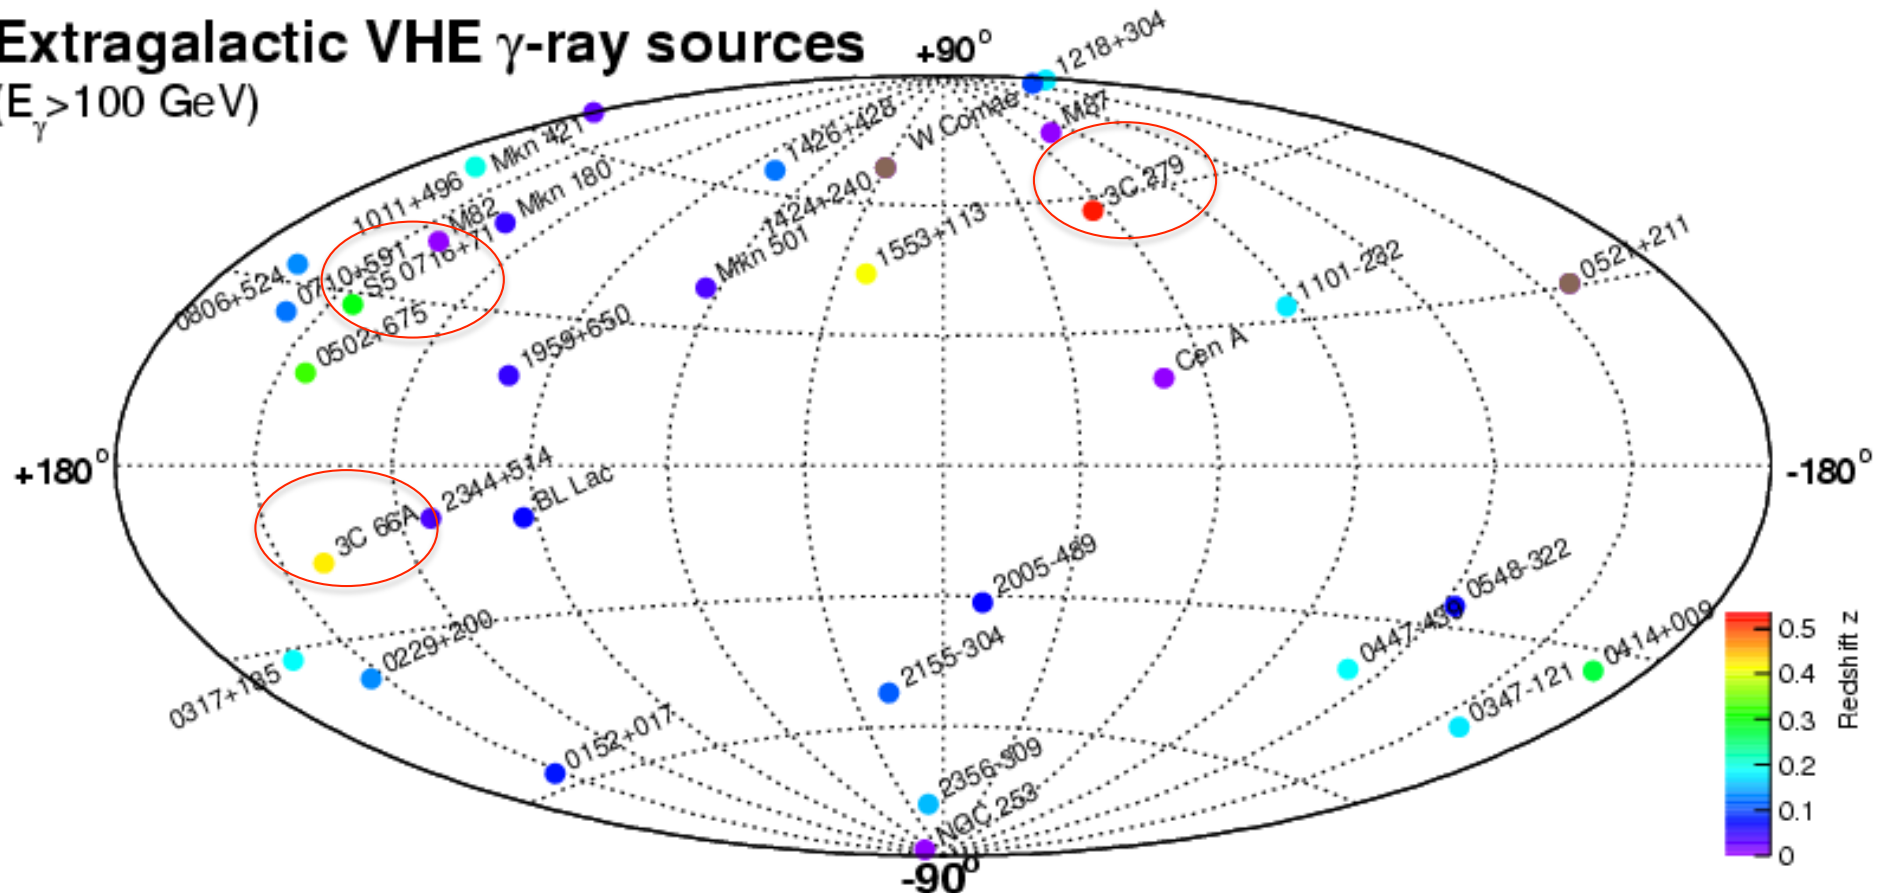 Extragalactic VHE γ-ray sources
(Eγ>100 GeV)
+90°
1218+304
W Comae
M87
Mkn 421
1426+428
3C 279
1011+496
Mkn 180
M82
1424+240
0710+591
S5 0716+71
Mkn 501
1553+113
1101-232
0521+211
0806+524
0502+675
1959+650
Cen A
+180°
-180°
2344+514
BL Lac
3C 66A
2005-489
0548-322
0229+200
2155-304
0447-439
0414+009
0317+185
0347-121
0152+017
2356-309
NGC 253
-90°
0.5
0.4
0.3
0.2
0.1
0
Redshift z